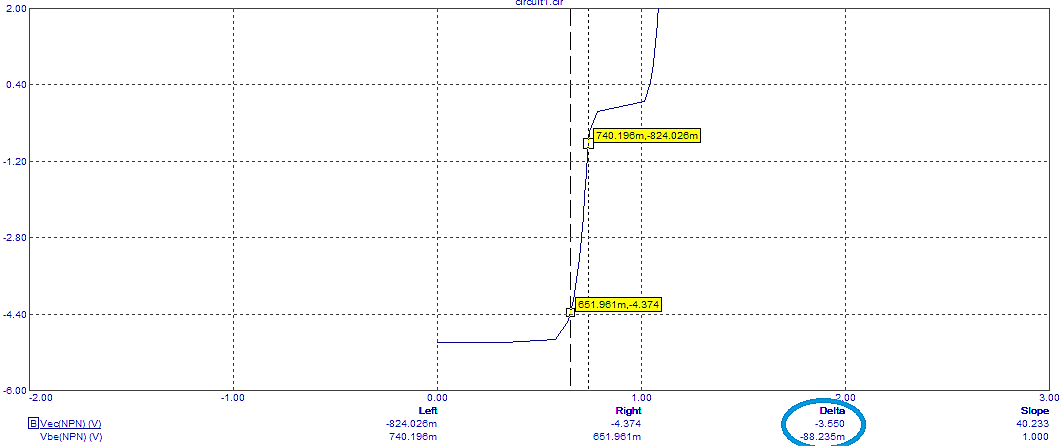 circuit1.cir
2.00
0.40
-1.20
-2.80
-4.40
-6.00
740.196m,-824.026m
651.961m,-4.374
-2.00 -1.00 0.00 1.00 2.00 3.00
Left Right Delta Slope
B Vec(NPN) (V) -824.026m -4.374 -3.550 40.233
Vbe(NPN) (V) 740.196m 651.961m -88.235m 1.000